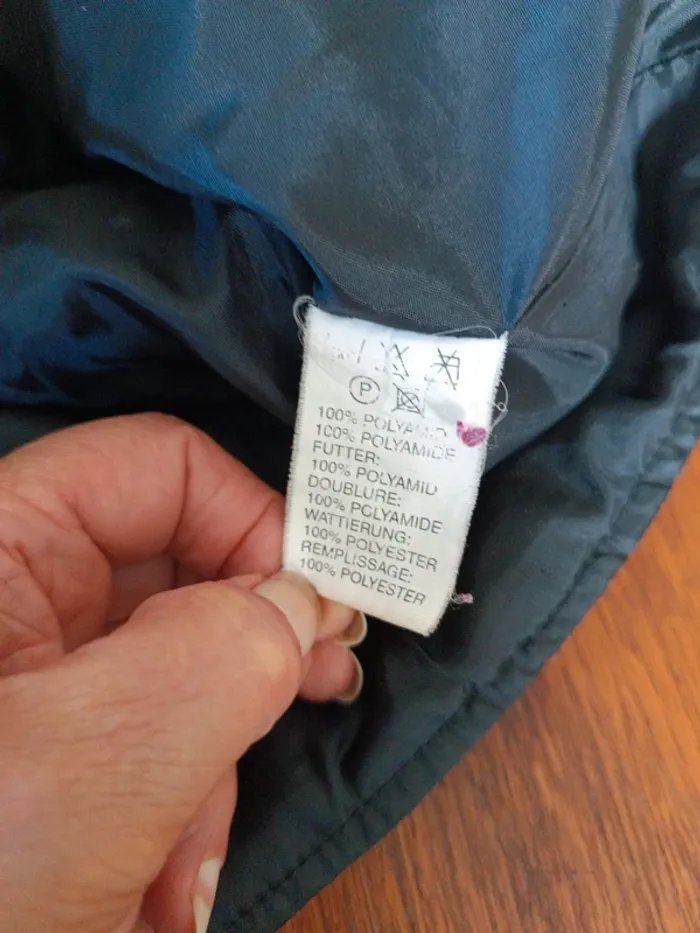 P
100% POLYAMID
100% POLYAMIDE
FUTTER:
100% POLYAMID
DOUBLURE:
100% POLYAMIDE
WATTIERUNG:
100% POLYESTER
REMPLISSAGE:
100% POLYESTER